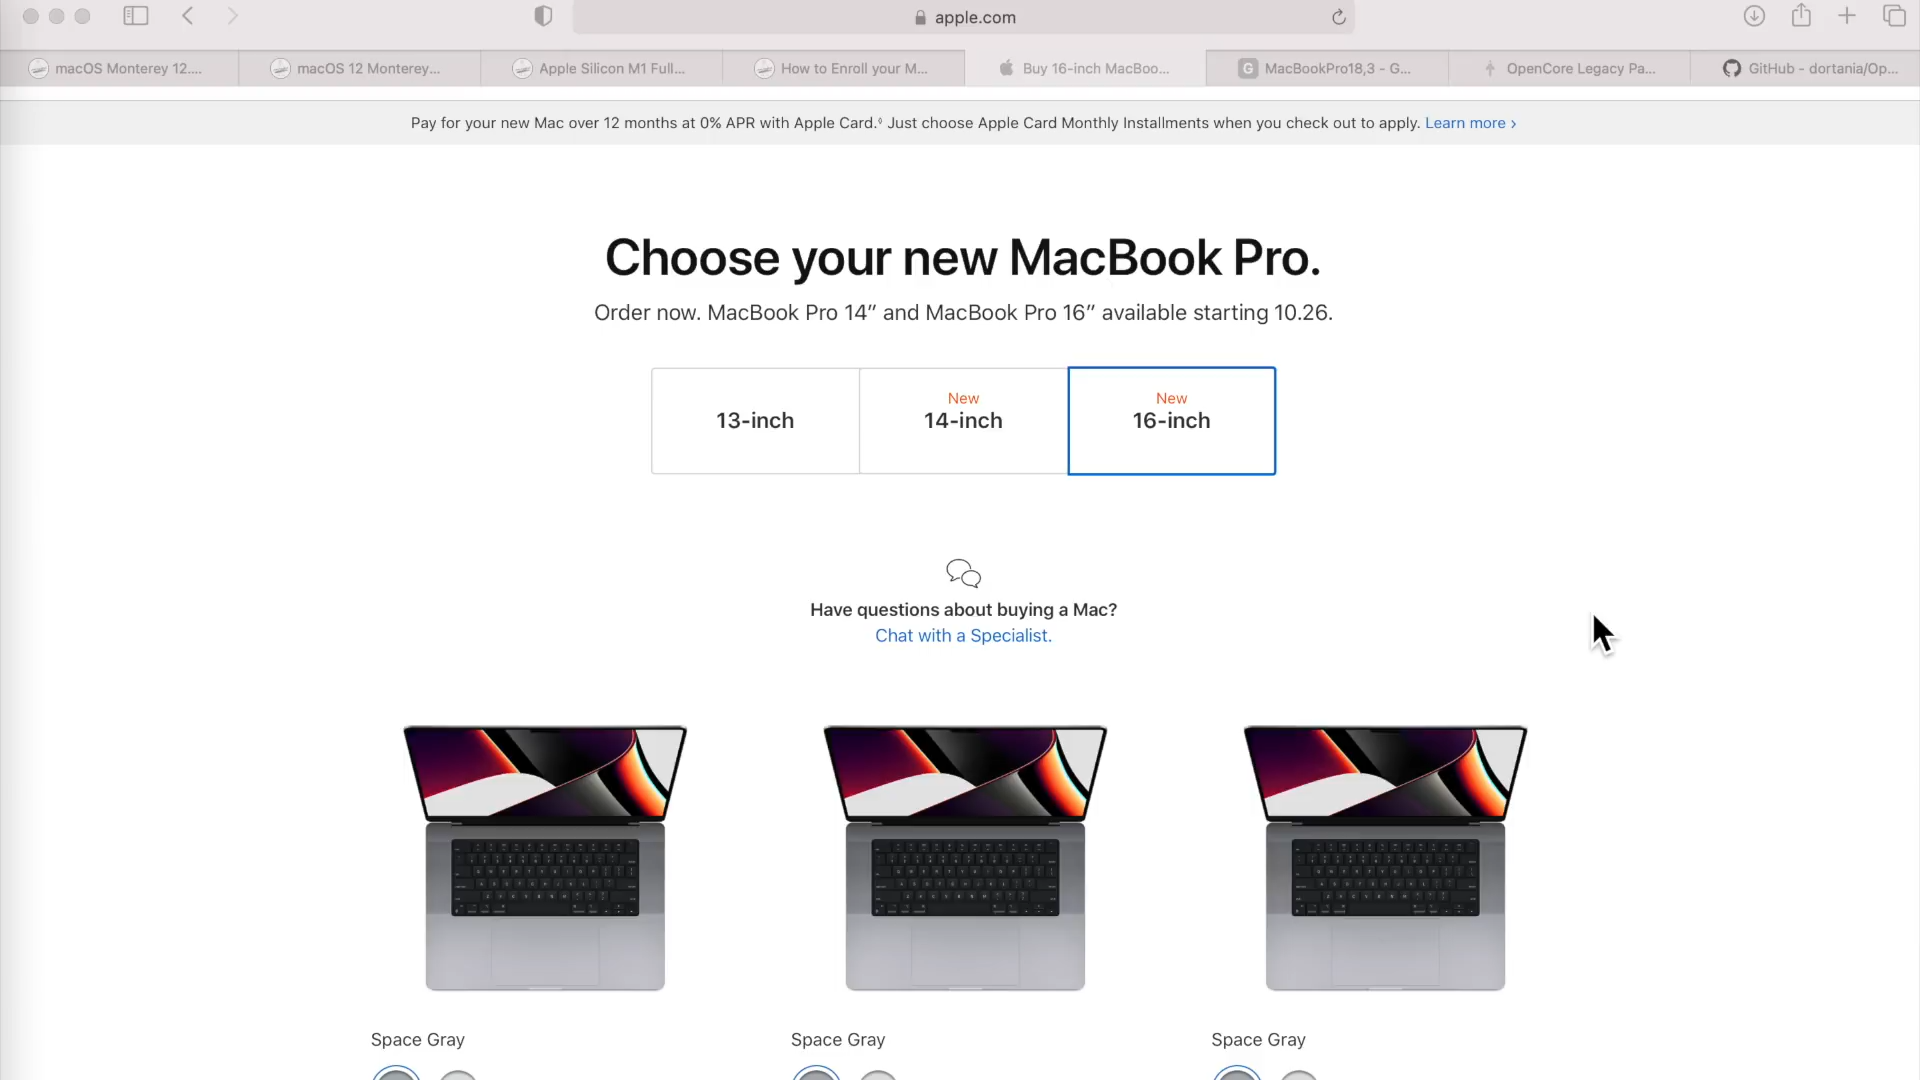 apple.com
macOS Monterey 12....
macOS 12 Monterey...
Apple Silicon M1 Full...
How to Enroll your M...
Buy 16-inch MacBoo...
G
MacBookPro18,3 - G...
OpenCore Legacy Pa...
GitHub - dortania/Op...
Pay for your new Mac over 12 months at 0% APR with Apple Card.◊ Just choose Apple Card Monthly Installments when you check out to apply. Learn more ›
Choose your new MacBook Pro.
Order now. MacBook Pro 14″ and MacBook Pro 16″ available starting 10.26.
13-inch
New
14-inch
New
16-inch
Have questions about buying a Mac?
Chat with a Specialist.
Space Gray
Space Gray
Space Gray